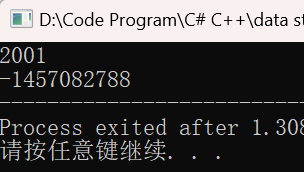 D:\Code Program\C# C++\data st
2001
-1457082788
Process exited after 1.308
请按任意键继续. . .